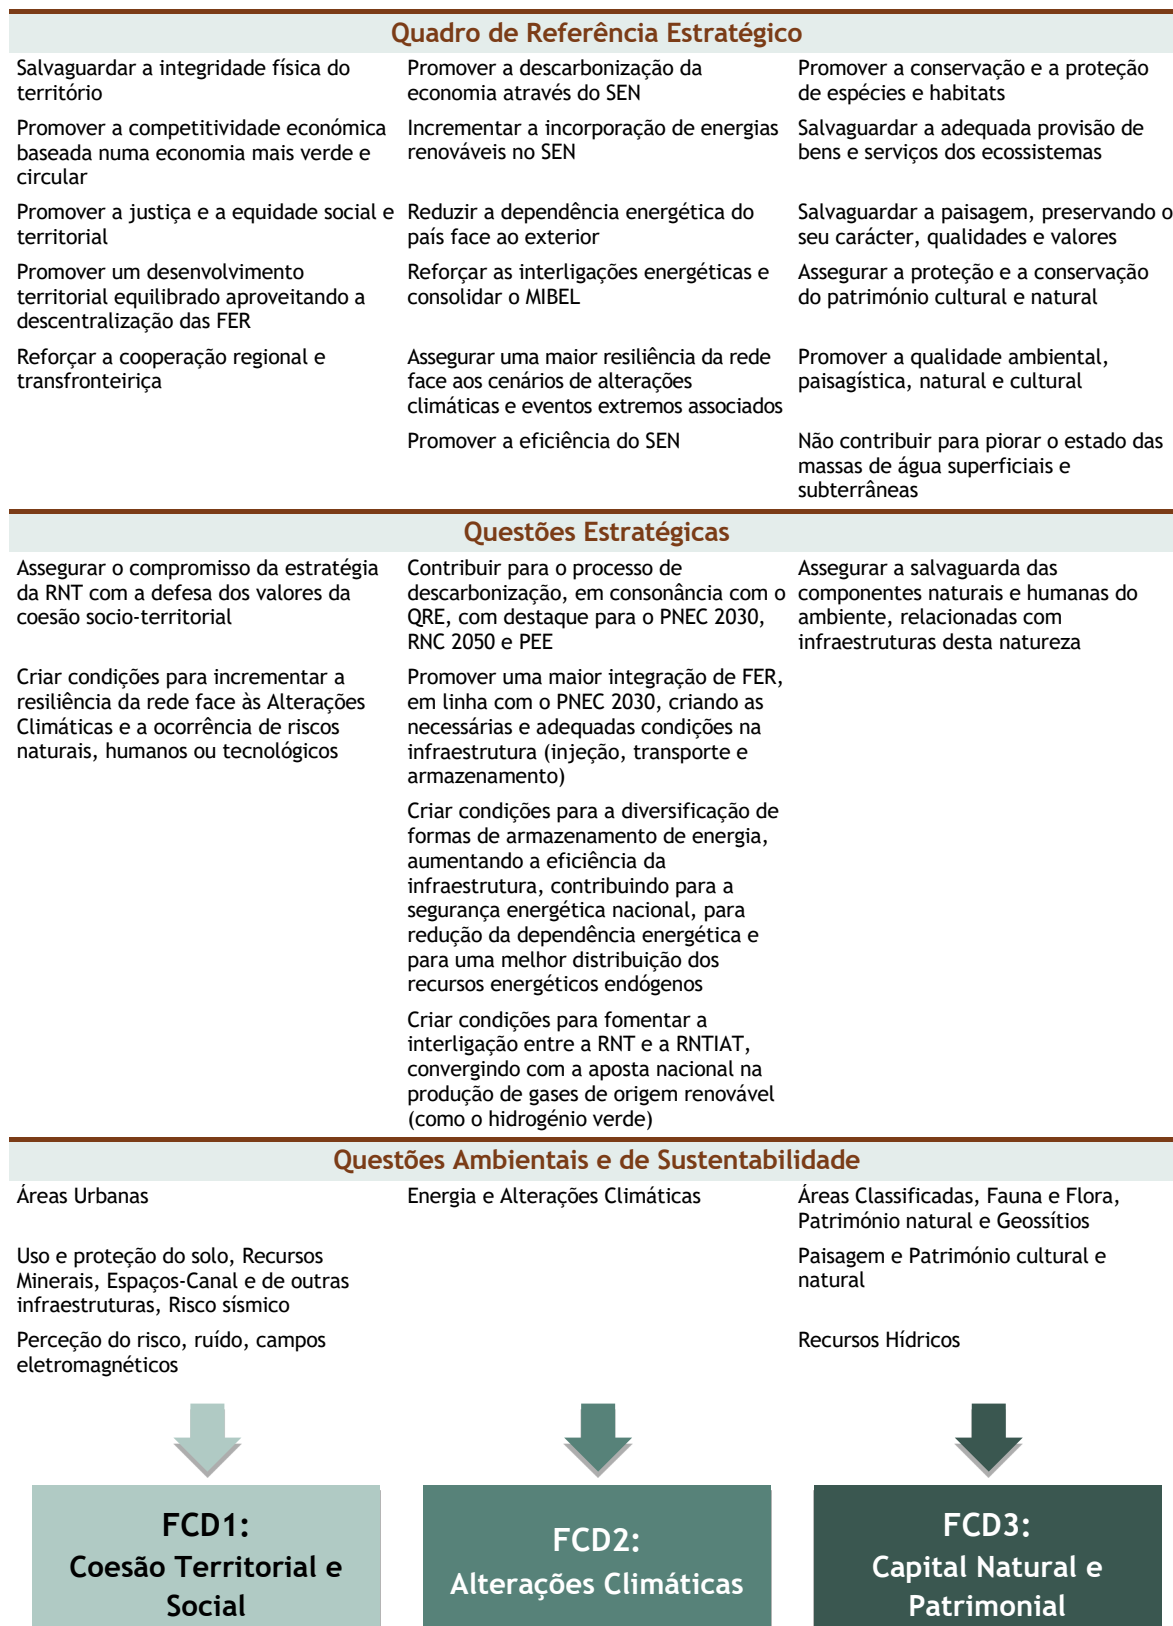 Quadro de Referência Estratégico
Salvaguardar a integridade física do
território
Promover a descarbonização da
economia através do SEN
Promover a conservação e a proteção
de espécies e habitats
Promover a competitividade económica
baseada numa economia mais verde e
circular
Incrementar a incorporação de energias
renováveis no SEN
Salvaguardar a adequada provisão de
bens e serviços dos ecossistemas
Promover a justiça e a equidade social e
territorial
Reduzir a dependência energética do
país face ao exterior
Salvaguardar a paisagem, preservando o
seu carácter, qualidades e valores
Promover um desenvolvimento
territorial equilibrado aproveitando a
descentralização das FER
Reforçar as interligações energéticas e
consolidar o MIBEL
Assegurar a proteção e a conservação
do património cultural e natural
Reforçar a cooperação regional e
transfronteiriça
Assegurar uma maior resiliência da rede
face aos cenários de alterações
climáticas e eventos extremos associados
Promover a qualidade ambiental,
paisagística, natural e cultural
Promover a eficiência do SEN
Não contribuir para piorar o estado das
massas de água superficiais e
subterrâneas
Questões Estratégicas
Assegurar o compromisso da estratégia
da RNT com a defesa dos valores da
coesão socio-territorial
Contribuir para o processo de
descarbonização, em consonância com o
QRE, com destaque para o PNEC 2030,
RNC 2050 e PEE
Assegurar a salvaguarda das
componentes naturais e humanas do
ambiente, relacionadas com
infraestruturas desta natureza
Criar condições para incrementar a
resiliência da rede face às Alterações
Climáticas e a ocorrência de riscos
naturais, humanos ou tecnológicos
Promover uma maior integração de FER,
em linha com o PNEC 2030, criando as
necessárias e adequadas condições na
infraestrutura (injeção, transporte e
armazenamento)
Criar condições para a diversificação de
formas de armazenamento de energia,
aumentando a eficiência da
infraestrutura, contribuindo para a
segurança energética nacional, para
redução da dependência energética e
para uma melhor distribuição dos
recursos energéticos endógenos
Criar condições para fomentar a
interligação entre a RNT e a RNTIAT,
convergindo com a aposta nacional na
produção de gases de origem renovável
(como o hidrogénio verde)
Questões Ambientais e de Sustentabilidade
Áreas Urbanas
Energia e Alterações Climáticas
Áreas Classificadas, Fauna e Flora,
Património natural e Geossítios
Uso e proteção do solo, Recursos
Minerais, Espaços-Canal e de outras
infraestruturas, Risco sísmico
Paisagem e Património cultural e
natural
Perceção do risco, ruído, campos
eletromagnéticos
Recursos Hídricos
FCD1:
Coesão Territorial e
Social
FCD2:
Alterações Climáticas
FCD3:
Capital Natural e
Patrimonial